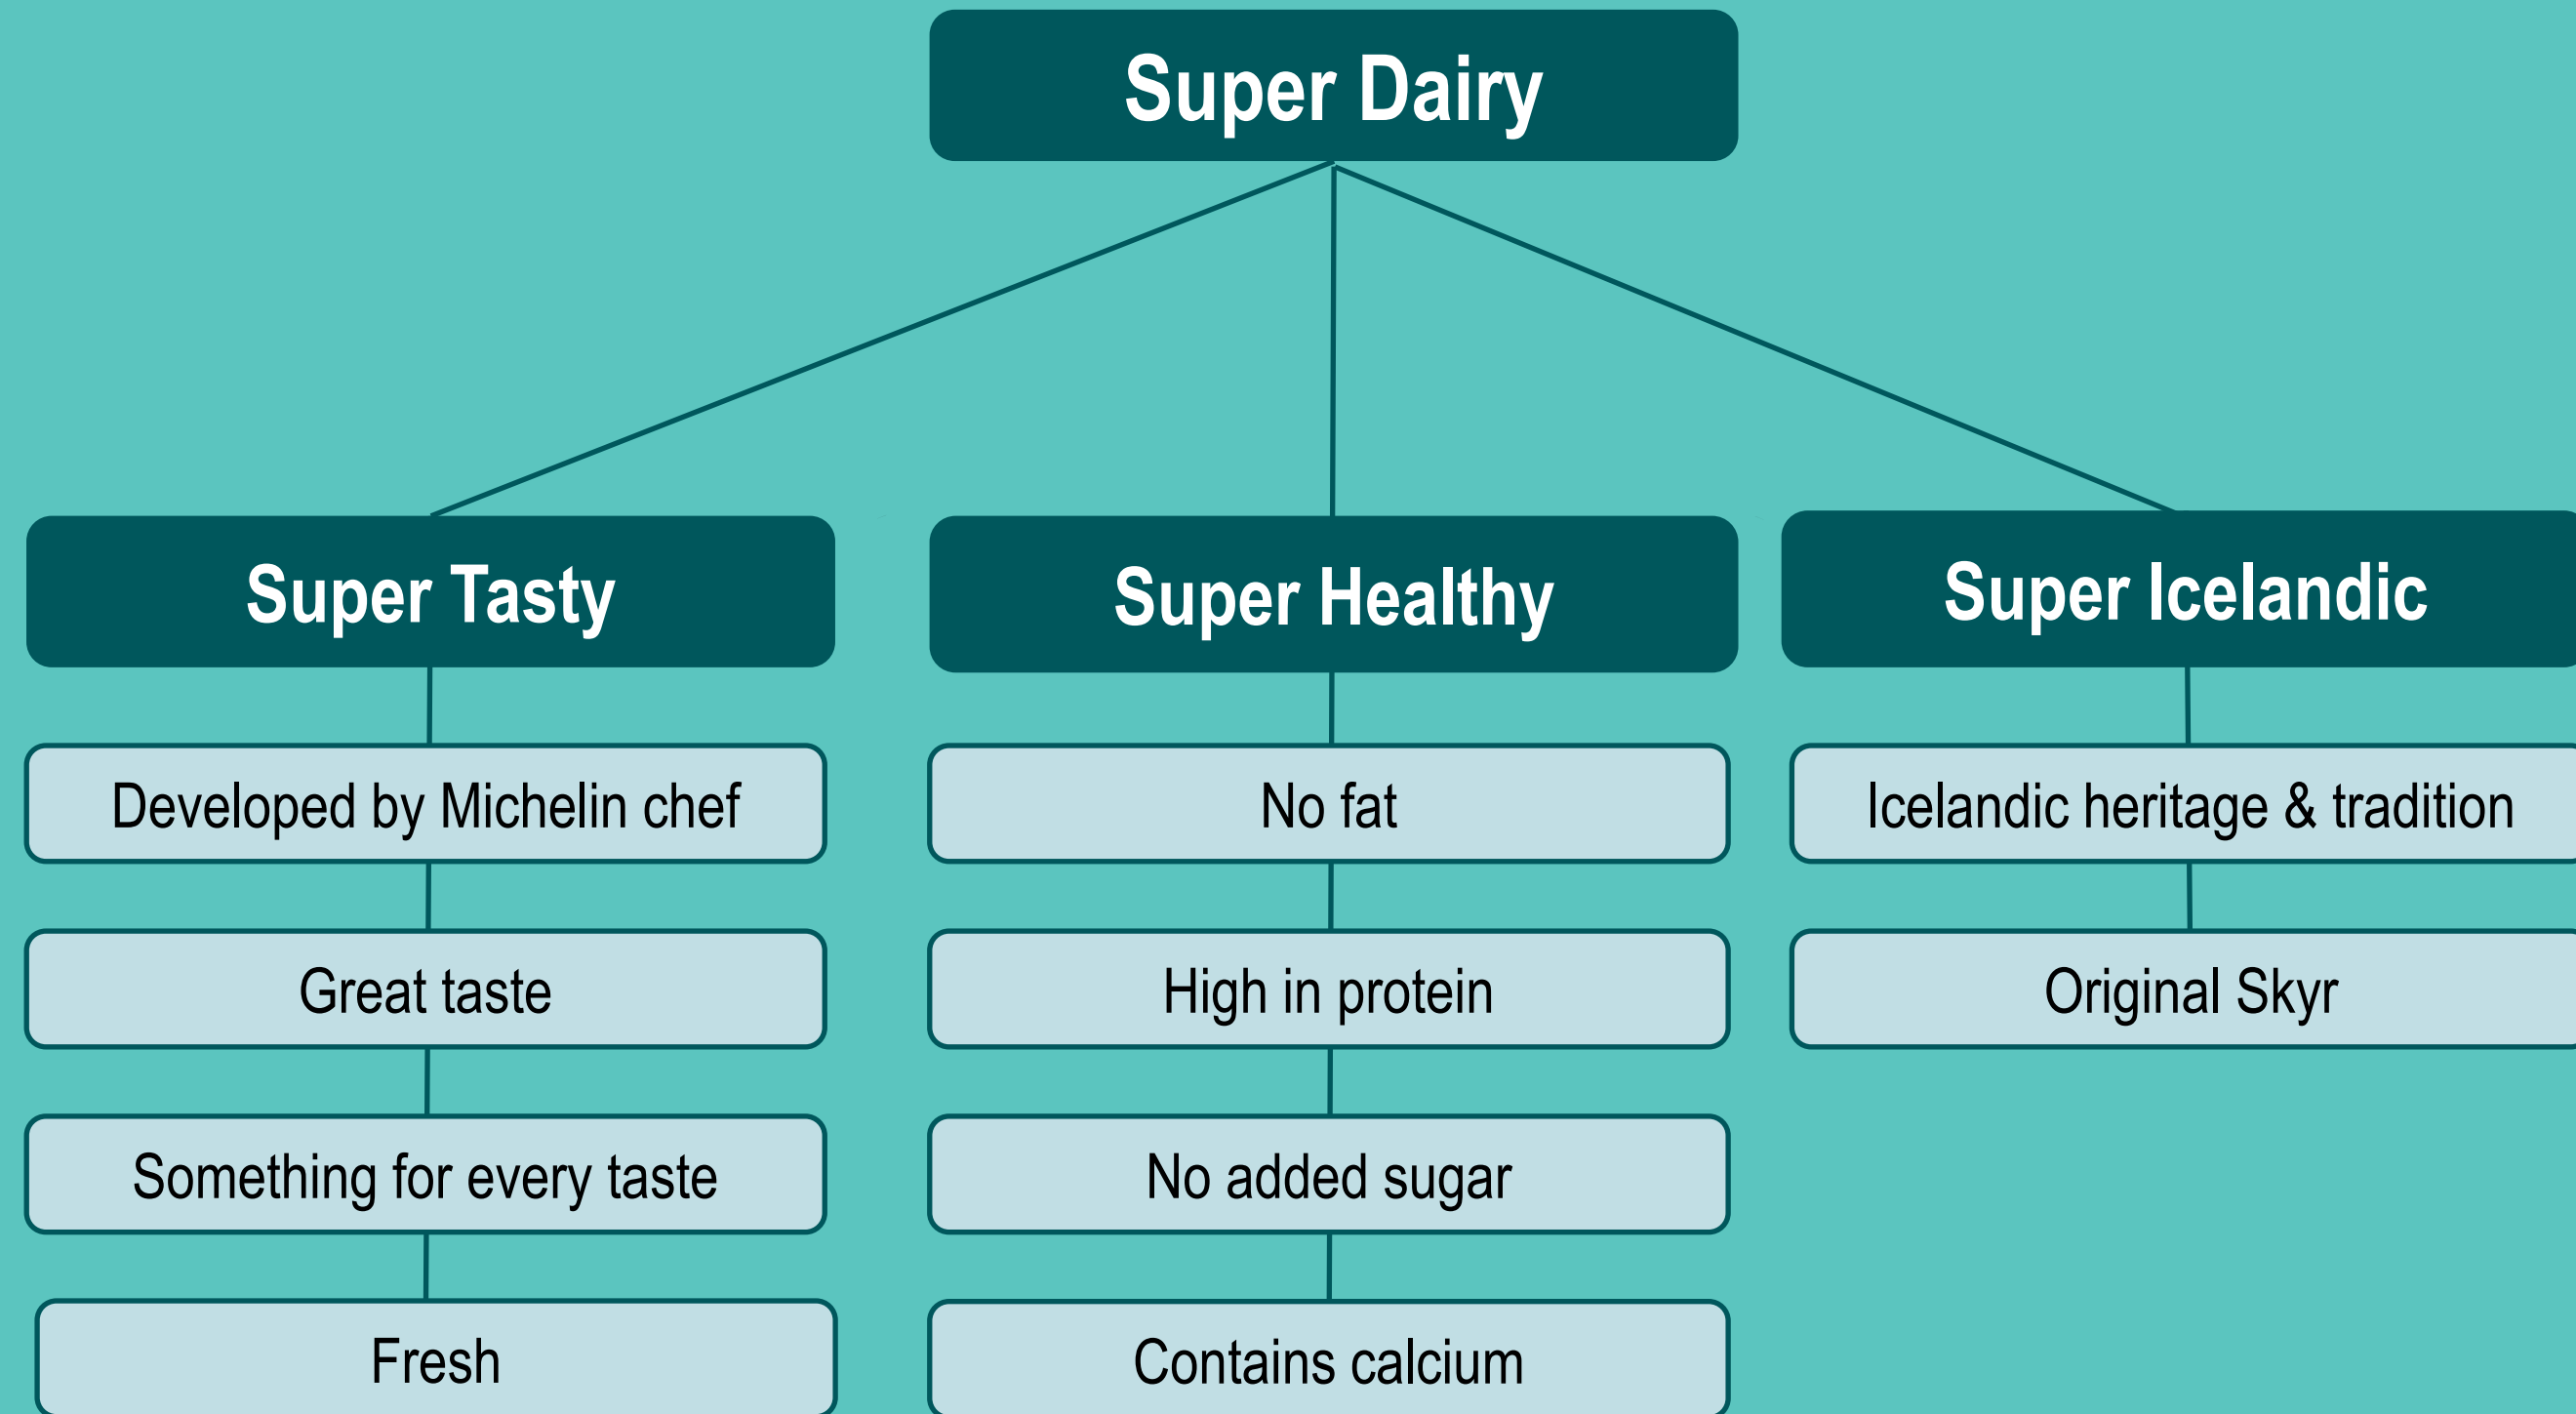 Super Dairy
Super Tasty
Super Healthy
Super Icelandic
Developed by Michelin chef
No fat
Icelandic heritage & tradition
Great taste
High in protein
Original Skyr
Something for every taste
No added sugar
Fresh
Contains calcium